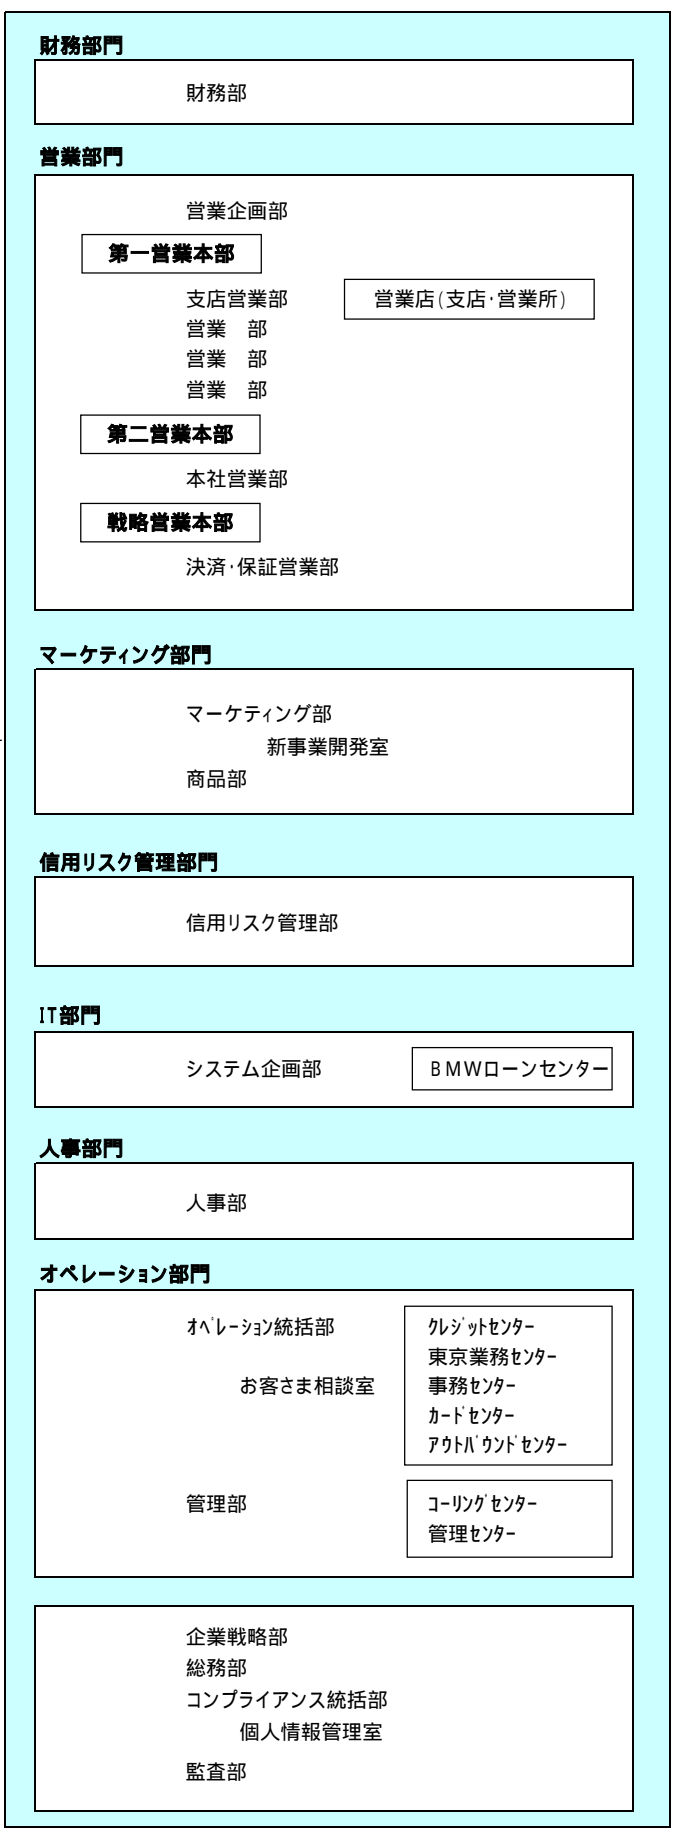 財務部門
財務部
営業部門
営業企画部
第一営業本部
支店営業部 営業店(支店・営業所)
営業　部
営業　部
営業　部
第二営業本部
本社営業部
戦略営業本部
決済・保証営業部
マーケティング部門
マーケティング部
新事業開発室
商品部
信用リスク管理部門
信用リスク管理部
IT部門
システム企画部 BMWローンセンター
人事部門
人事部
オペレーション部門
ｵﾍﾟﾚｰｼｮﾝ統括部 ｸﾚｼﾞｯﾄｾﾝﾀｰ
東京業務ｾﾝﾀｰ
お客さま相談室 事務ｾﾝﾀｰ
ｶｰﾄﾞｾﾝﾀｰ
ｱｳﾄﾊﾞｳﾝﾄﾞｾﾝﾀｰ
管理部 ｺｰﾘﾝｸﾞｾﾝﾀｰ
管理ｾﾝﾀｰ
企業戦略部
総務部
コンプライアンス統括部
個人情報管理室
監査部